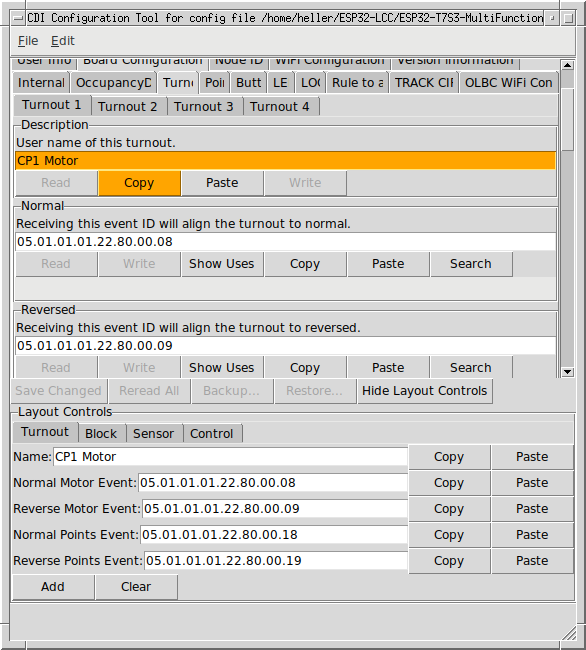 CDI Configuration Tool for config file /home/heller/ESP32-LCC/ESP32-T7S3-MultiFunction
File Edit
User Info Board Configuration Node ID WiFi Configuration Version Information
Internal OccupancyD Turno Poi Butt LE LOC Rule to a TRACK CIR OLBC WiFi Con
Turnout 1 Turnout 2 Turnout 3 Turnout 4
Description
User name of this turnout.
CP1 Motor
Read Copy Paste Write
Normal
Receiving this event ID will align the turnout to normal.
05.01.01.01.22.80.00.08
Read Write Show Uses Copy Paste Search
Reversed
Receiving this event ID will align the turnout to reversed.
05.01.01.01.22.80.00.09
Read Write Show Uses Copy Paste Search
Save Changed Reread All Backup... Restore... Hide Layout Controls
Layout Controls
Turnout Block Sensor Control
Name: CP1 Motor Copy Paste
Normal Motor Event: 05.01.01.01.22.80.00.08 Copy Paste
Reverse Motor Event: 05.01.01.01.22.80.00.09 Copy Paste
Normal Points Event: 05.01.01.01.22.80.00.18 Copy Paste
Reverse Points Event: 05.01.01.01.22.80.00.19 Copy Paste
Add Clear